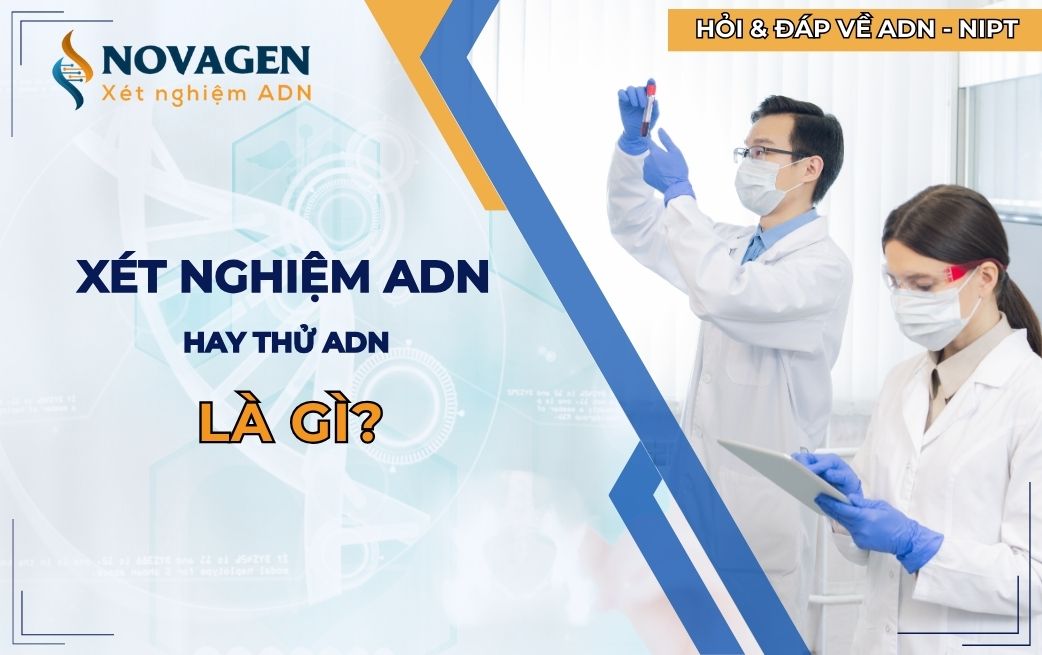 NOVAGEN
Xét nghiệm ADN
HỎI & ĐÁP VỀ ADN - NIPT
XÉT NGHIỆM ADN
HAY THỬ ADN
LÀ GÌ?